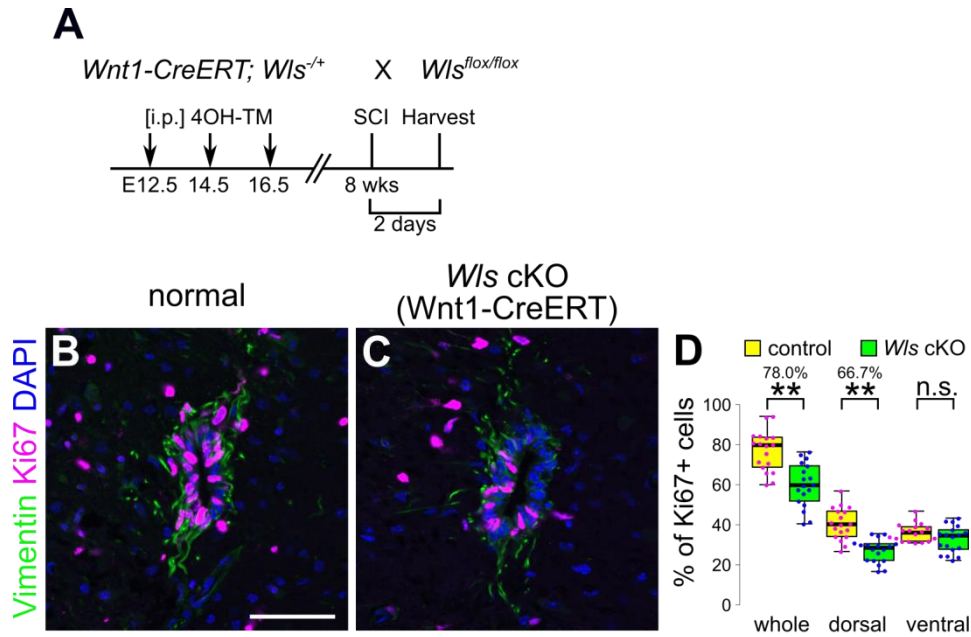 A
Wnt1-CreERT; Wls-/+ X Wlsflox/flox
[i.p.] 4OH-TM SCI Harvest
E12.5 14.5 16.5 8 wks
2 days
normal
Wls cKO
(Wnt1-CreERT)
Vimentin Ki67 DAPI
B
C
D
control Wls cKO
78.0% 66.7%
** ** n.s.
% of Ki67+ cells
100
80
60
40
20
0
whole dorsal ventral